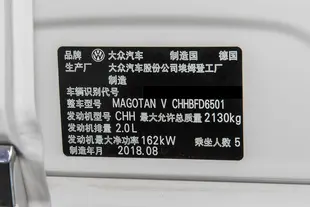 大众汽车 制造国 德国
生产厂 大众汽车股份公司埃姆登工厂
制造
车辆识别代号
整车型号 MAGOTAN V CHHBFD6501
发动机型号 CHH 最大允许总质量 2130kg
发动机排量 2.0L
发动机最大净功率 162kW 乘坐人数 5
制造年月 2018.08